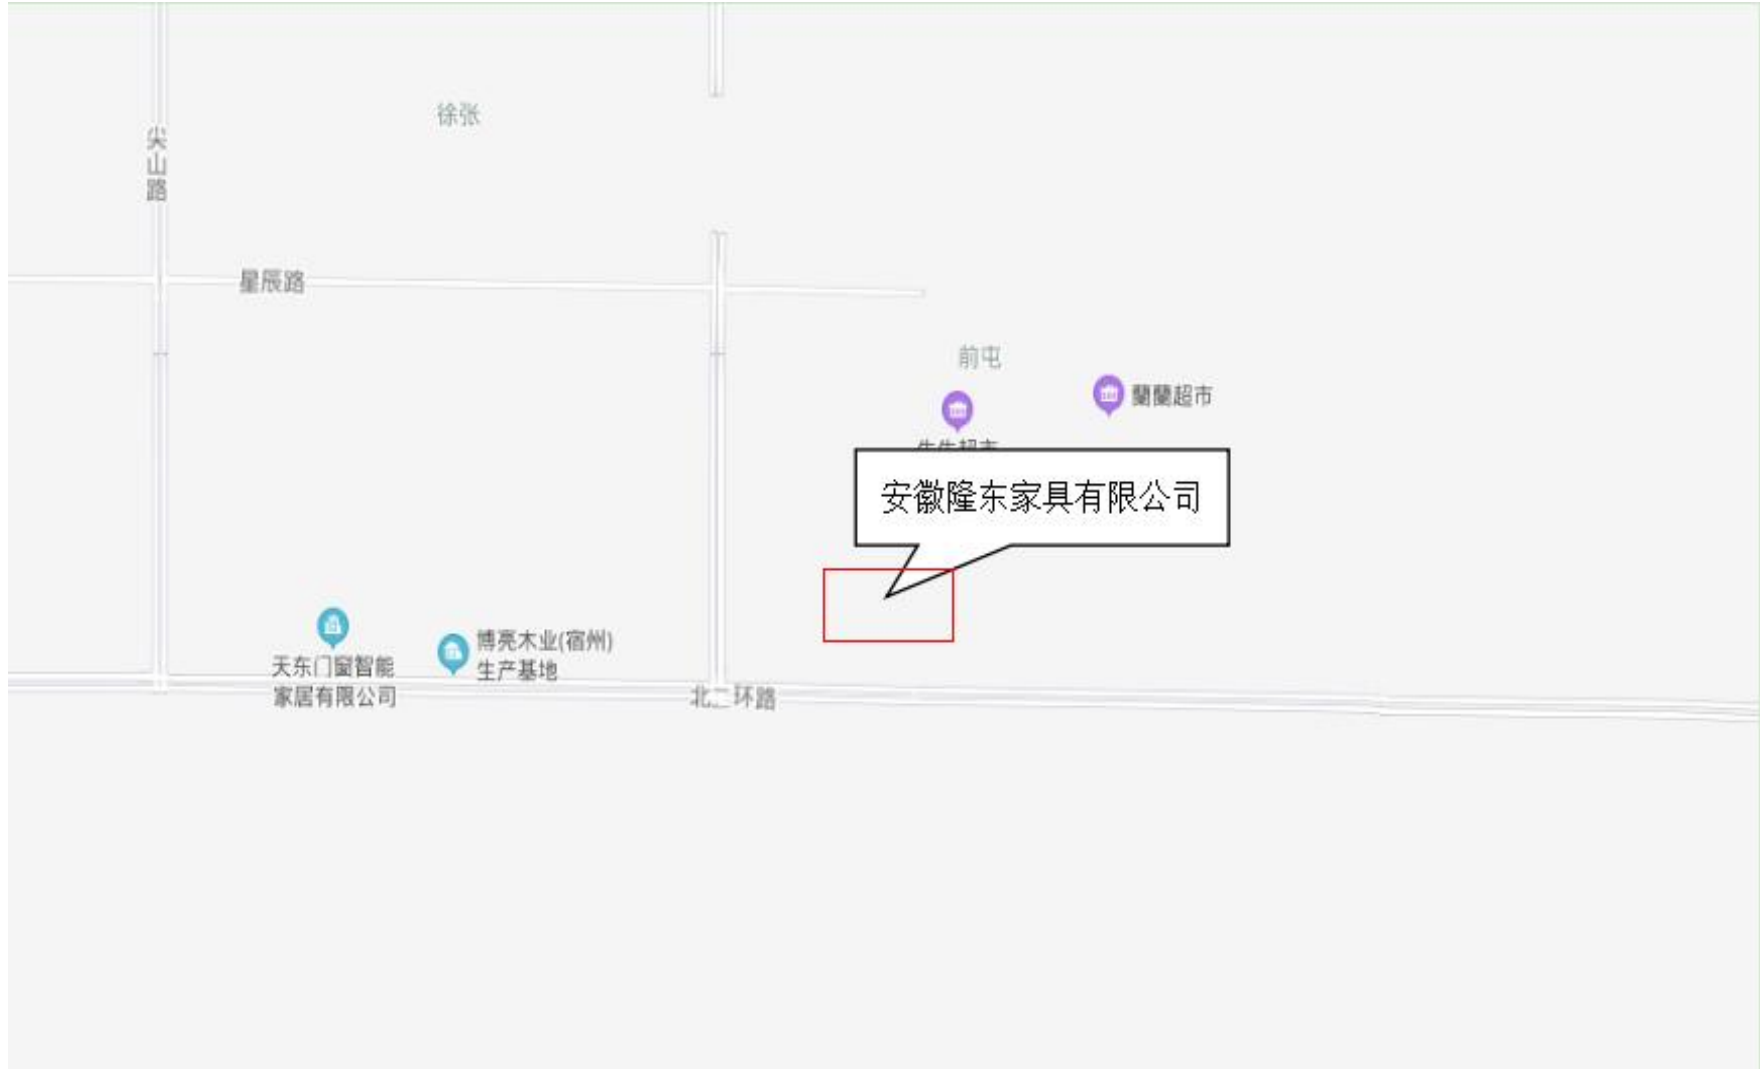 徐张
尖山路
星辰路
前屯
蘭蘭超市
安徽隆东家具有限公司
博亮木业(宿州)
生产基地
天东门窗智能
家居有限公司
北二环路